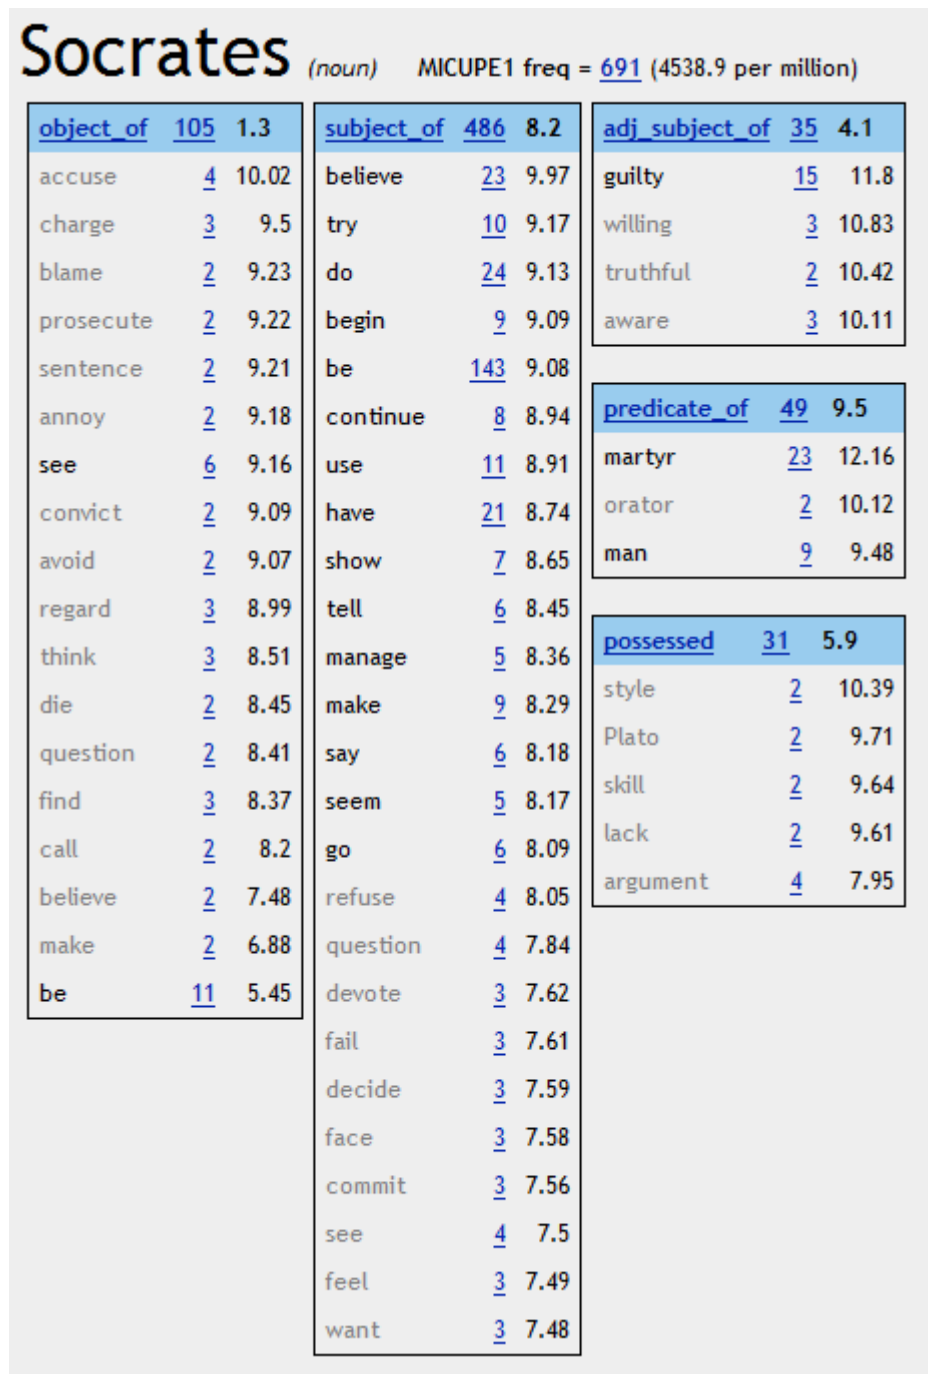 Socrates (noun) MICUPE1 freq = 691 (4538.9 per million)
object_of 105 1.3
accuse 4 10.02
charge 3 9.5
blame 2 9.23
prosecute 2 9.22
sentence 2 9.21
annoy 2 9.18
see 6 9.16
convict 2 9.09
avoid 2 9.07
regard 3 8.99
think 3 8.51
die 2 8.45
question 2 8.41
find 3 8.37
call 2 8.2
believe 2 7.48
make 2 6.88
be 11 5.45
subject_of 486 8.2
believe 23 9.97
try 10 9.17
do 24 9.13
begin 9 9.09
be 143 9.08
continue 8 8.94
use 11 8.91
have 21 8.74
show 7 8.65
tell 6 8.45
manage 5 8.36
make 9 8.29
say 6 8.18
seem 5 8.17
go 6 8.09
refuse 4 8.05
question 4 7.84
devote 3 7.62
fail 3 7.61
decide 3 7.59
face 3 7.58
commit 3 7.56
see 4 7.5
feel 3 7.49
want 3 7.48
adj_subject_of 35 4.1
guilty 15 11.8
willing 3 10.83
truthful 2 10.42
aware 3 10.11
predicate_of 49 9.5
martyr 23 12.16
orator 2 10.12
man 9 9.48
possessed 31 5.9
style 2 10.39
Plato 2 9.71
skill 2 9.64
lack 2 9.61
argument 4 7.95